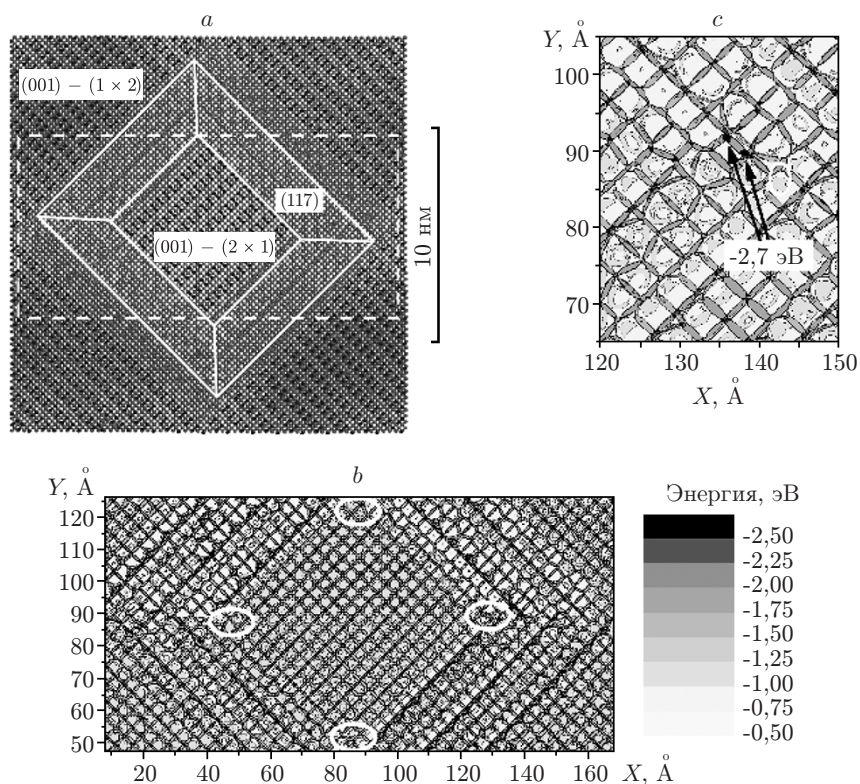 a
(001) − (1 × 2)
(117)
(001) − (2 × 1)
10 нм
c
Y, Å
100
90
80
70
-2,7 эВ
120 130 140 150
X, Å
b
Y, Å
120
110
100
90
80
70
60
50
20 40 60 80 100 120 140 160 X, Å
Энергия, эВ
-2,50
-2,25
-2,00
-1,75
-1,50
-1,25
-1,00
-0,75
-0,50